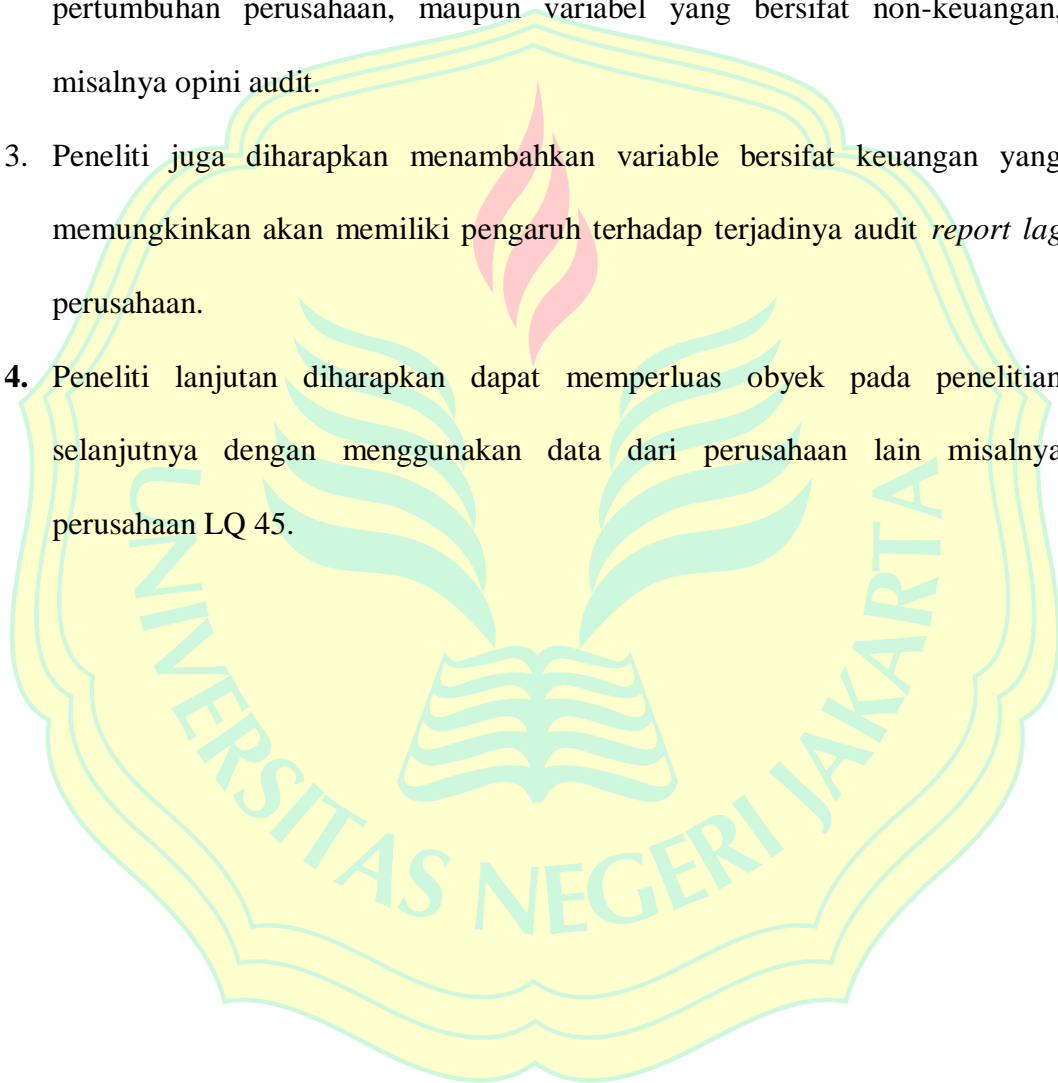 pertumbuhan perusahaan, maupun variabel yang bersifat non-keuangan,
misalnya opini audit.
3. Peneliti juga diharapkan menambahkan variable bersifat keuangan yang
memungkinkan akan memiliki pengaruh terhadap terjadinya audit report lag
perusahaan.
4. Peneliti lanjutan diharapkan dapat memperluas obyek pada penelitian
selanjutnya dengan menggunakan data dari perusahaan lain misalnya
perusahaan LQ 45.
UNIVERSITAS NEGERI JAKARTA